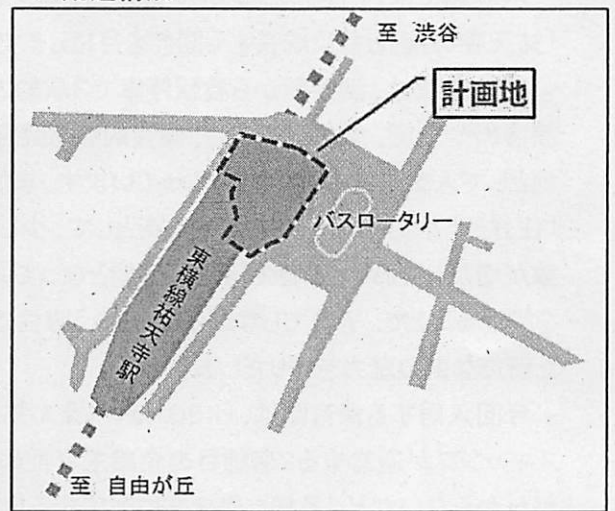 至 渋谷
計画地
バスロータリー
東横線祐天寺駅
至 自由が丘